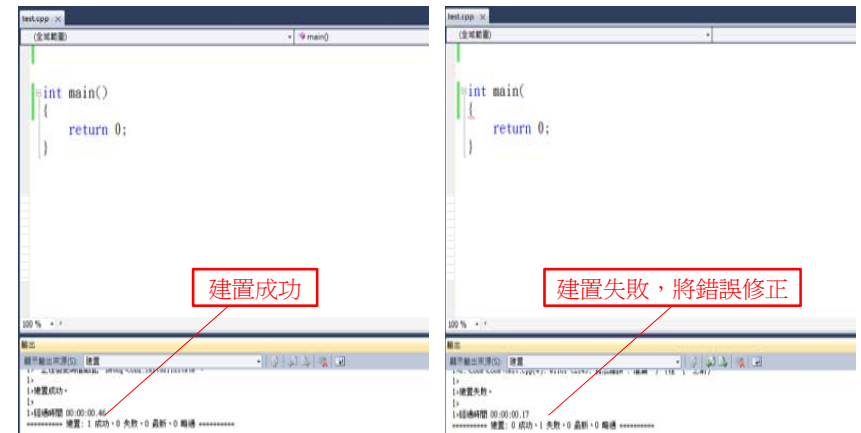 test.cpp ×
(全域範圍)
main()
int main()
{
return 0;
}
建置成功
100 %
輸出
顯示輸出來源(S): 建置
1>
1>建置成功。
1>
1>經過時間 00:00:00.46
========== 建置: 1 成功、0 失敗、0 最新、0 略過 ==========
test.cpp ×
(全域範圍)
int main(
{
return 0;
}
建置失敗，將錯誤修正
100 %
輸出
顯示輸出來源(S): 建置
1>
1>建置失敗。
1>
1>經過時間 00:00:00.17
========== 建置: 0 成功、1 失敗、0 最新、0 略過 ==========